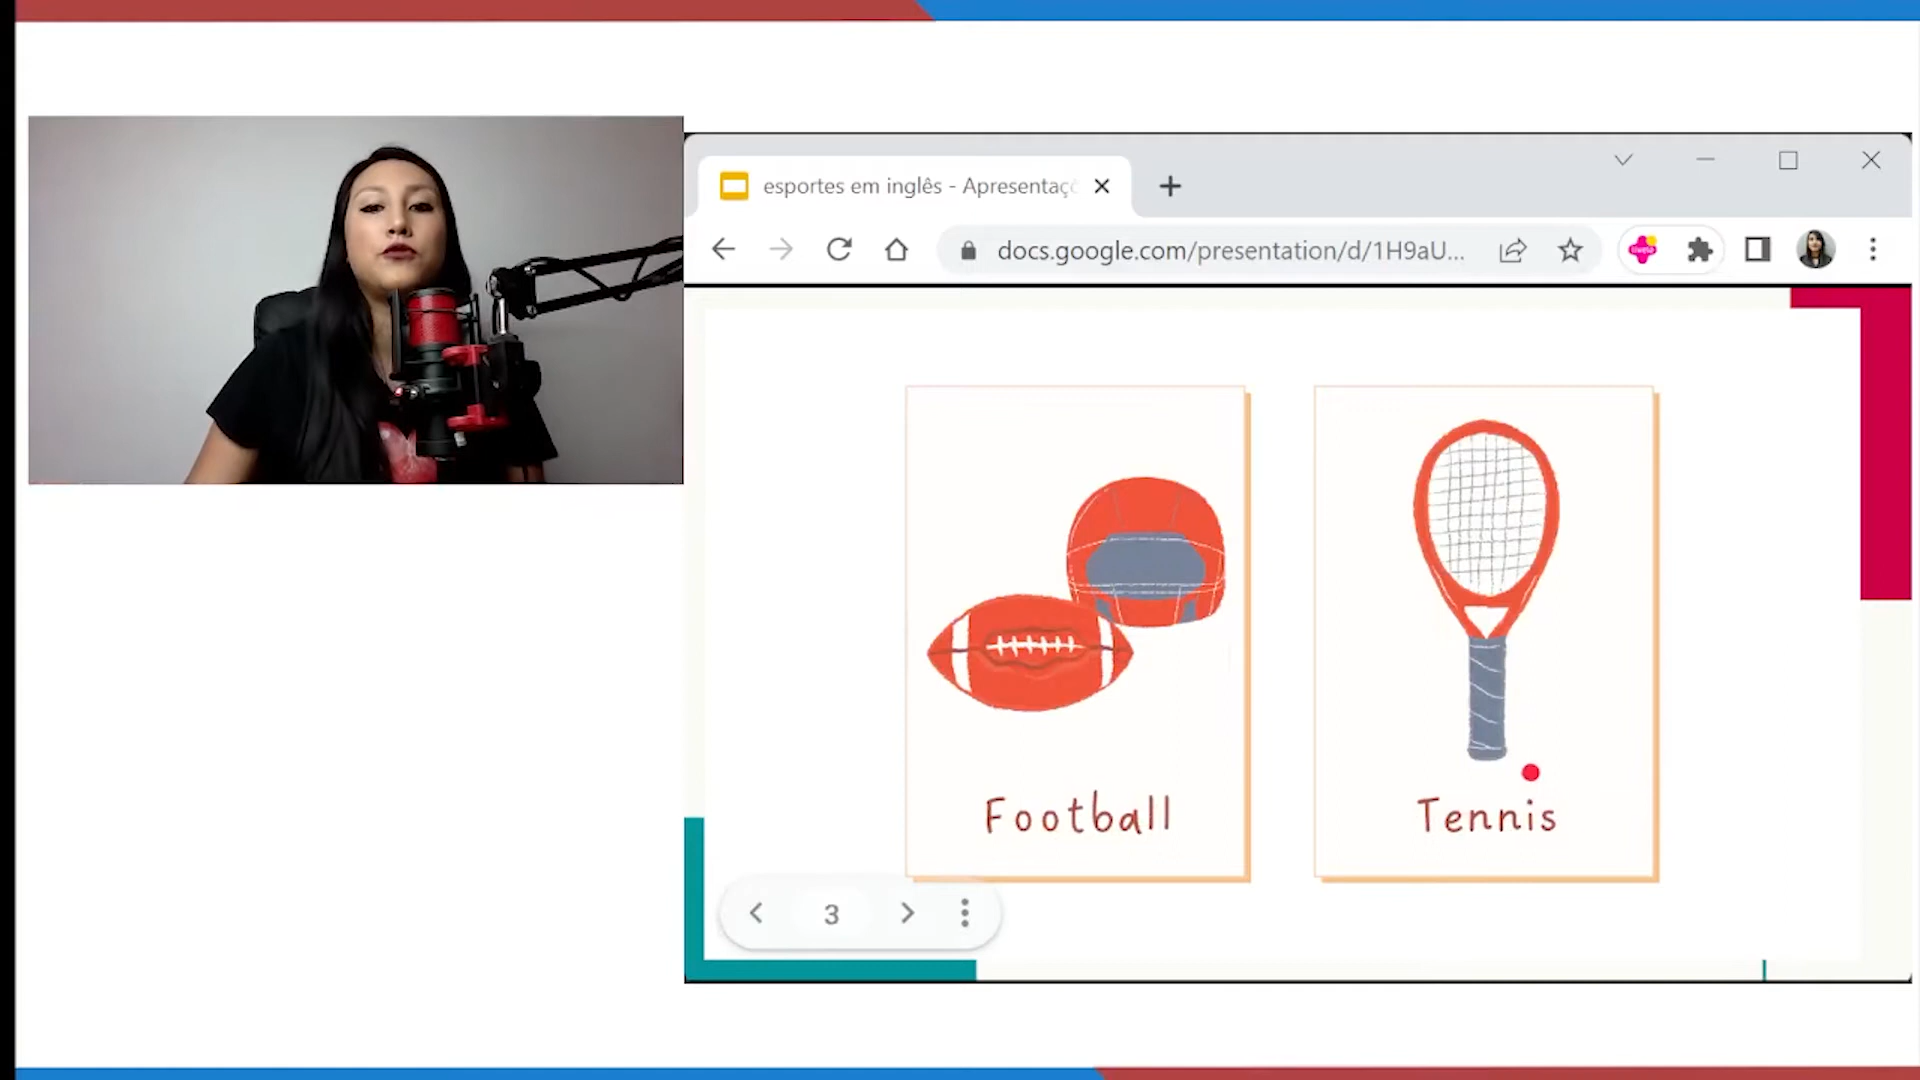 esportes em inglês - Apresentaç
docs.google.com/presentation/d/1H9aU...
Football
Tennis
3